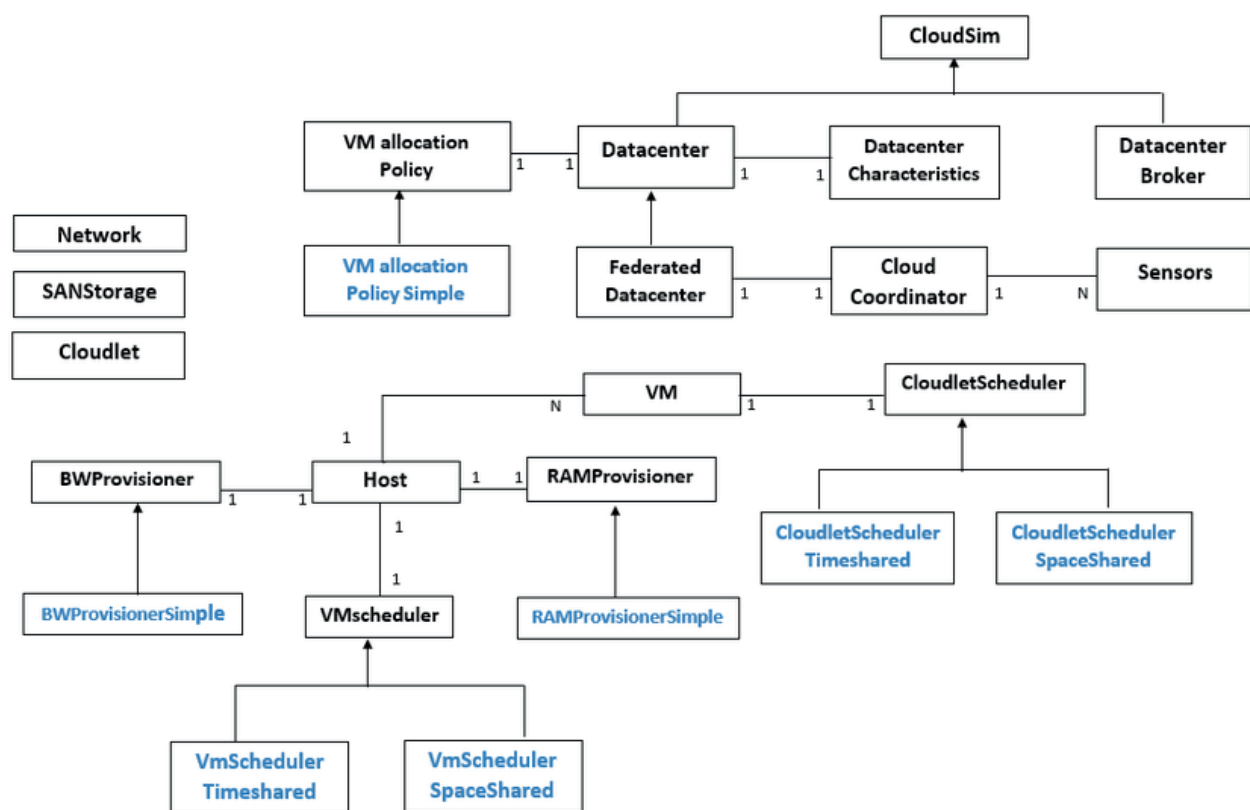 CloudSim
VM allocation
Policy
1
1
Datacenter
1
1
Datacenter
Characteristics
Datacenter
Broker
Network
SANStorage
Cloudlet
VM allocation
Policy Simple
Federated
Datacenter
1
1
Cloud
Coordinator
1
N
Sensors
VM
N
1
1
1
CloudletScheduler
BWProvisioner
1
1
Host
1
1
RAMProvisioner
1
1
CloudletScheduler
Timeshared
CloudletScheduler
SpaceShared
BWProvisionerSimple
VMscheduler
RAMProvisionerSimple
VmScheduler
Timeshared
VmScheduler
SpaceShared